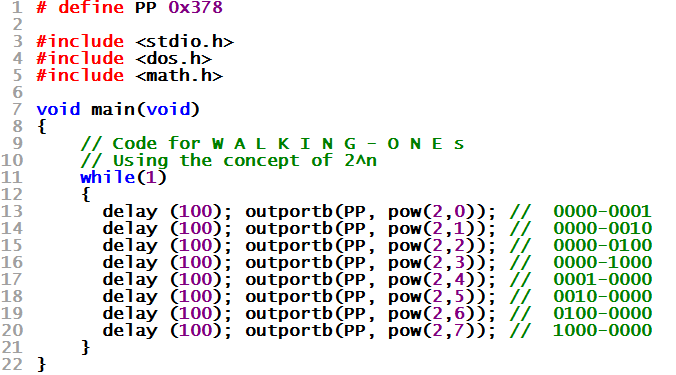 1 # define PP 0x378
2
3 #include <stdio.h>
4 #include <dos.h>
5 #include <math.h>
6
7 void main(void)
8 {
9     // Code for W A L K I N G - O N E s
10     // Using the concept of 2^n
11     while(1)
12     {
13       delay (100); outportb(PP, pow(2,0)); //  0000-0001
14       delay (100); outportb(PP, pow(2,1)); //  0000-0010
15       delay (100); outportb(PP, pow(2,2)); //  0000-0100
16       delay (100); outportb(PP, pow(2,3)); //  0000-1000
17       delay (100); outportb(PP, pow(2,4)); //  0001-0000
18       delay (100); outportb(PP, pow(2,5)); //  0010-0000
19       delay (100); outportb(PP, pow(2,6)); //  0100-0000
20       delay (100); outportb(PP, pow(2,7)); //  1000-0000
21     }
22 }